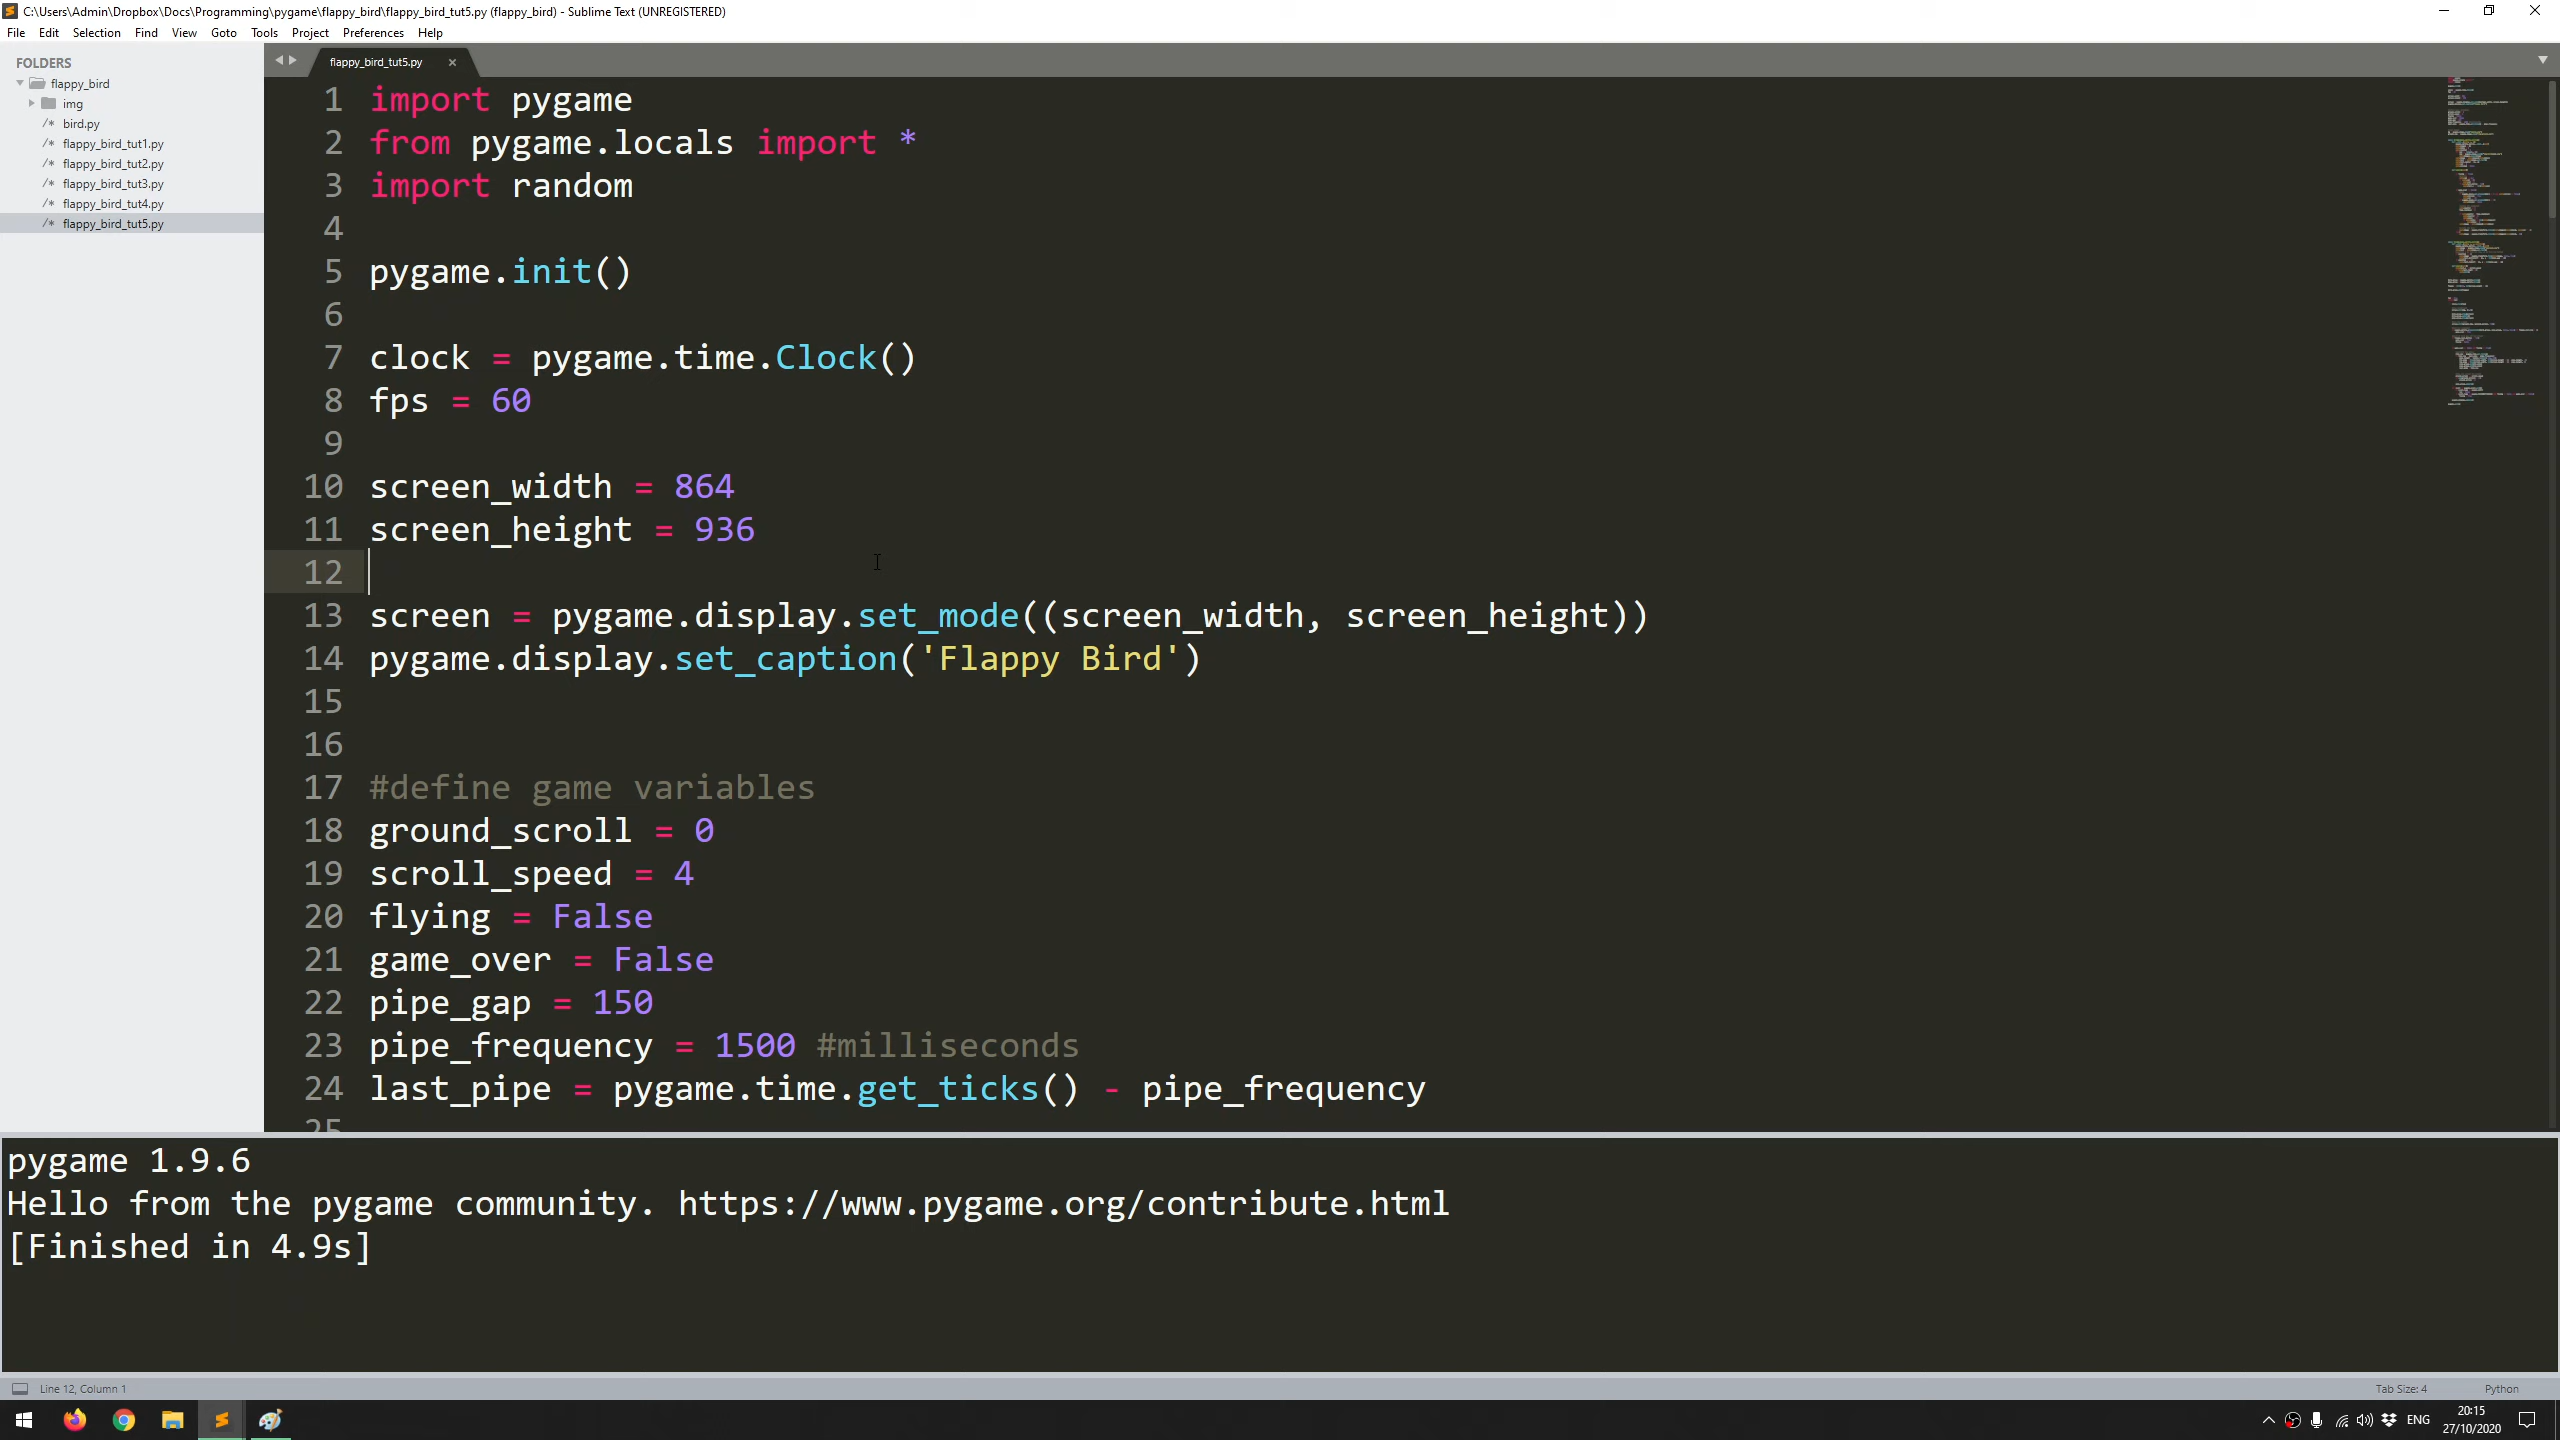 C:\Users\Admin\Dropbox\Docs\Programming\pygame\flappy_bird\flappy_bird_tut5.py (flappy_bird) - Sublime Text (UNREGISTERED)
File Edit Selection Find View Goto Tools Project Preferences Help
FOLDERS
flappy_bird
img
/* bird.py
/* flappy_bird_tut1.py
/* flappy_bird_tut2.py
/* flappy_bird_tut3.py
/* flappy_bird_tut4.py
/* flappy_bird_tut5.py
flappy_bird_tut5.py
1 import pygame
2 from pygame.locals import *
3 import random
4
5 pygame.init()
6
7 clock = pygame.time.Clock()
8 fps = 60
9
10 screen_width = 864
11 screen_height = 936
12
13 screen = pygame.display.set_mode((screen_width, screen_height))
14 pygame.display.set_caption('Flappy Bird')
15
16
17 #define game variables
18 ground_scroll = 0
19 scroll_speed = 4
20 flying = False
21 game_over = False
22 pipe_gap = 150
23 pipe_frequency = 1500 #milliseconds
24 last_pipe = pygame.time.get_ticks() - pipe_frequency
25
pygame 1.9.6
Hello from the pygame community. https://www.pygame.org/contribute.html
[Finished in 4.9s]
Line 12, Column 1
Tab Size: 4
Python
ENG
20:15
27/10/2020